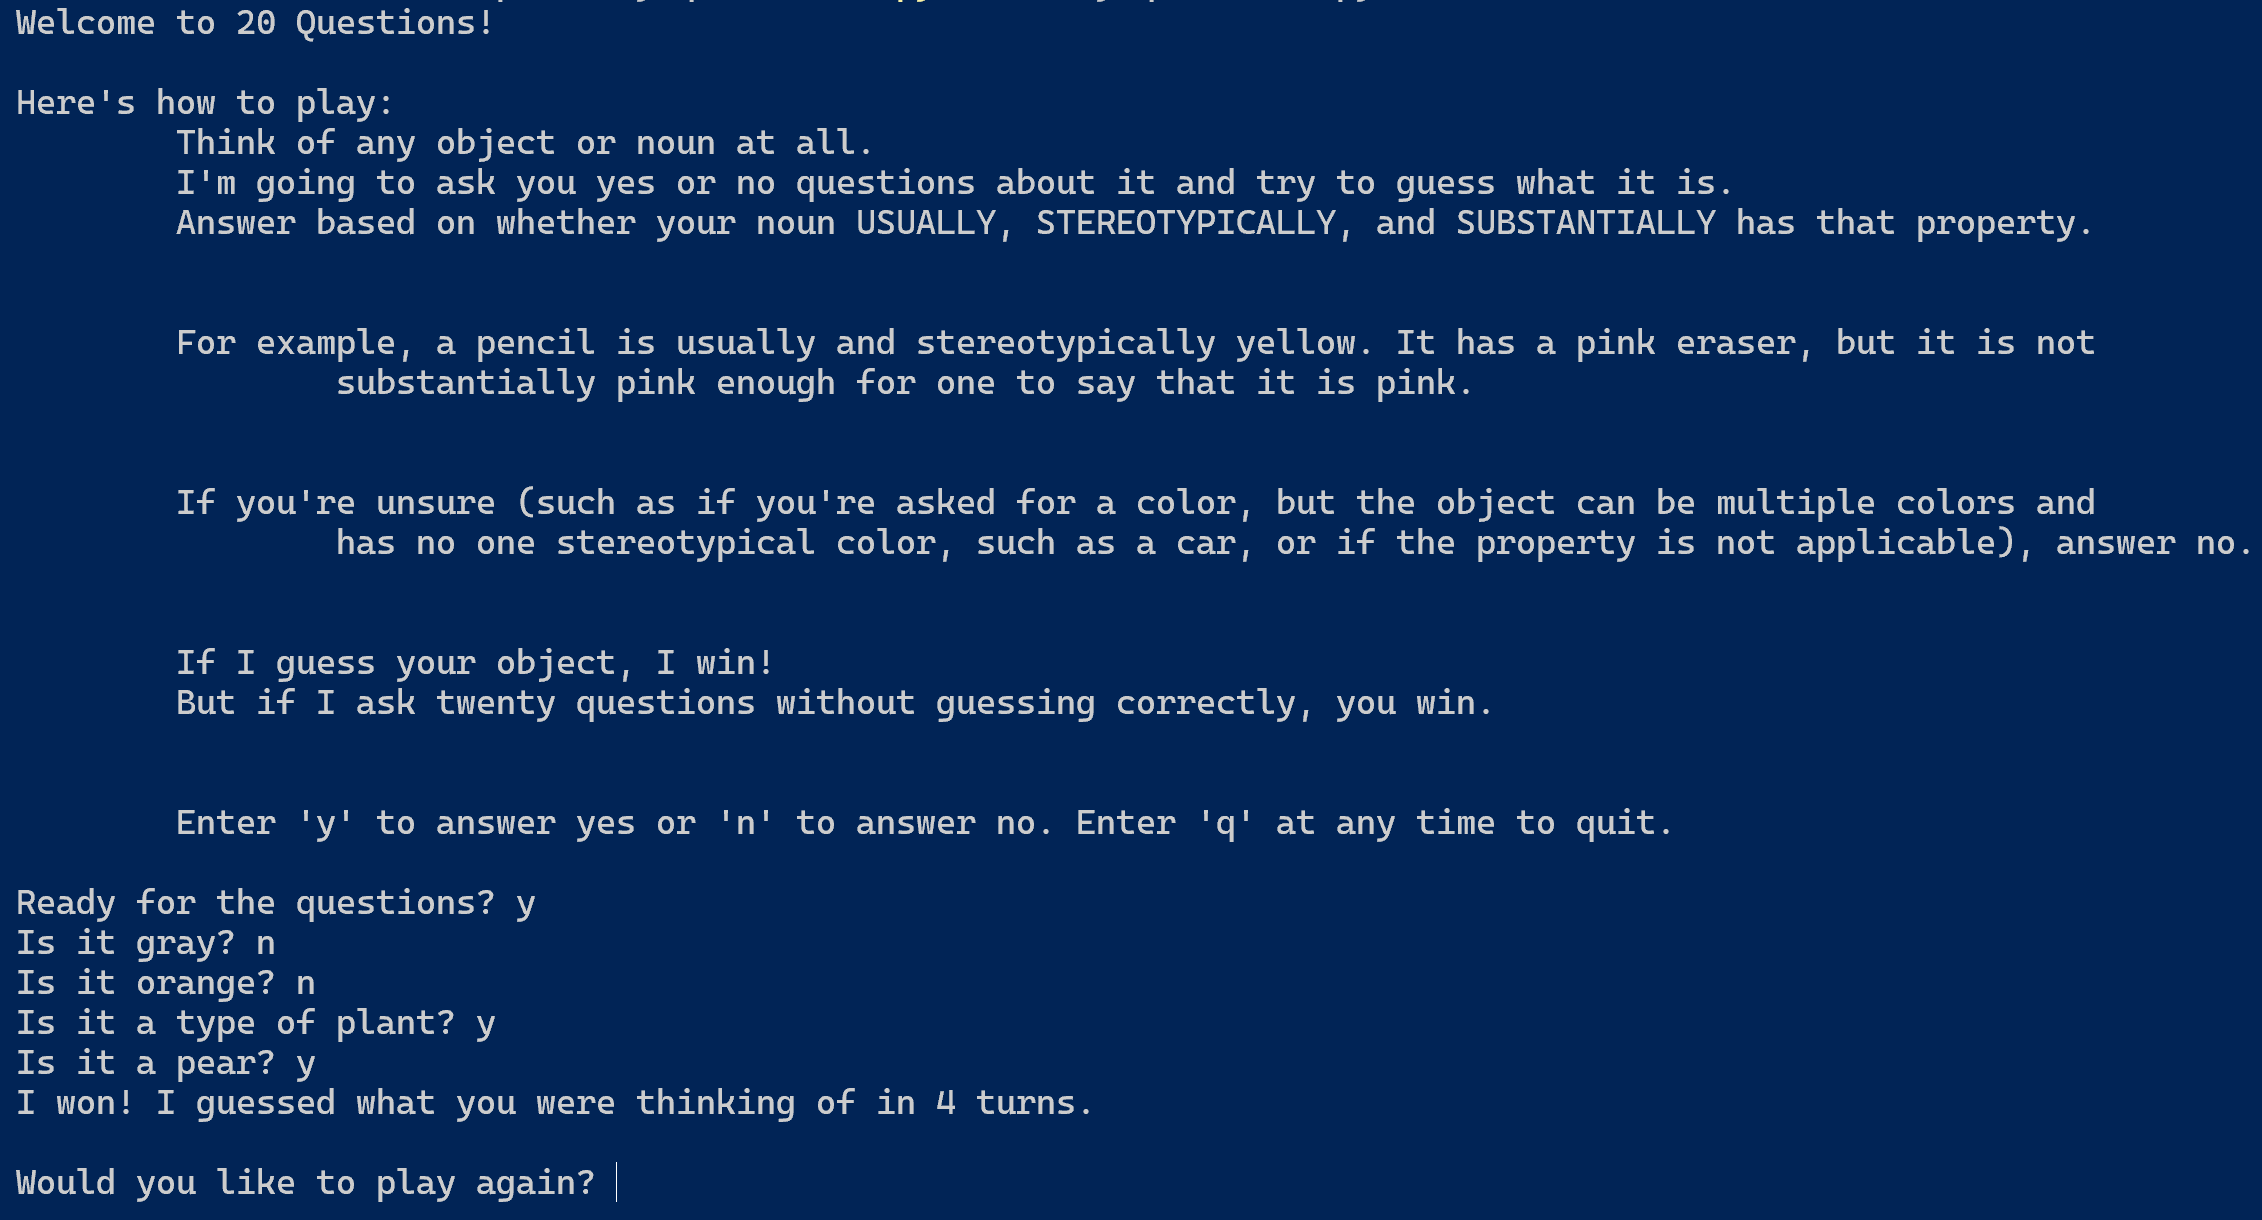 Welcome to 20 Questions!
Here's how to play:
Think of any object or noun at all.
I'm going to ask you yes or no questions about it and try to guess what it is.
Answer based on whether your noun USUALLY, STEREOTYPICALLY, and SUBSTANTIALLY has that property.
For example, a pencil is usually and stereotypically yellow. It has a pink eraser, but it is not
substantially pink enough for one to say that it is pink.
If you're unsure (such as if you're asked for a color, but the object can be multiple colors and
has no one stereotypical color, such as a car, or if the property is not applicable), answer no.
If I guess your object, I win!
But if I ask twenty questions without guessing correctly, you win.
Enter 'y' to answer yes or 'n' to answer no. Enter 'q' at any time to quit.
Ready for the questions? y
Is it gray? n
Is it orange? n
Is it a type of plant? y
Is it a pear? y
I won! I guessed what you were thinking of in 4 turns.
Would you like to play again?